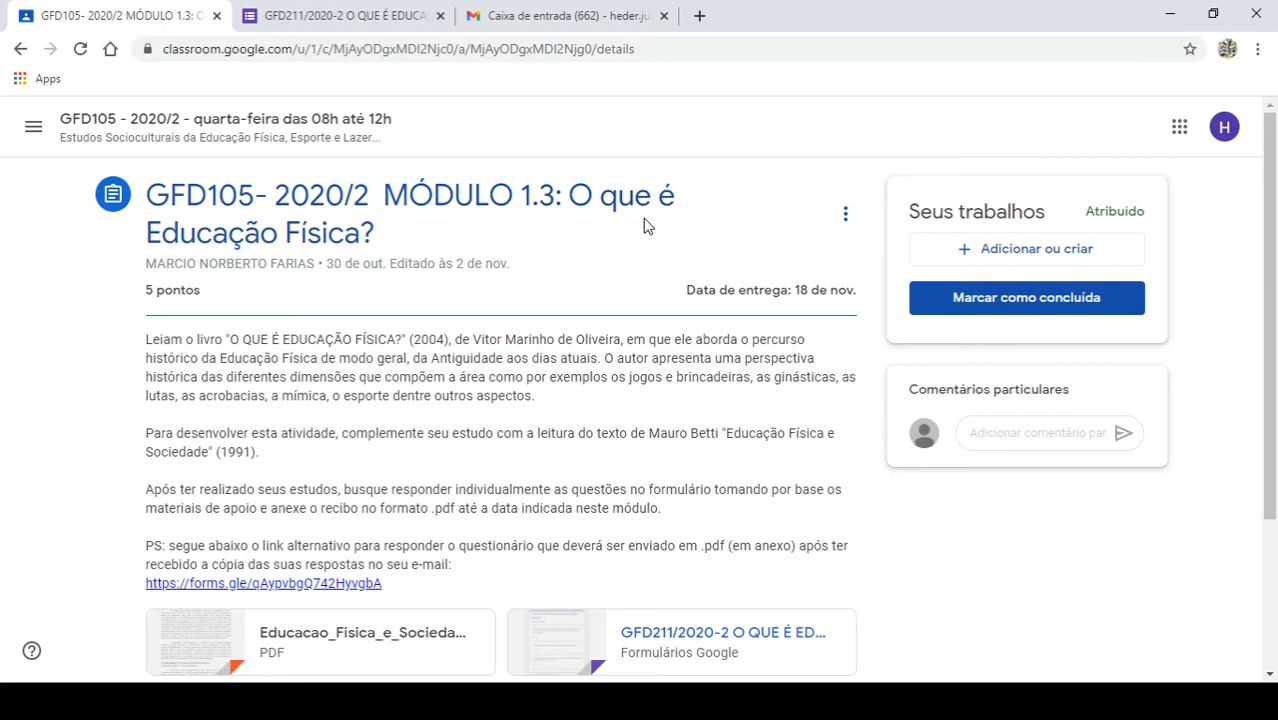 GFD105- 2020/2 MÓDULO 1.3: O
GFD211/2020-2 O QUE É EDUCA
Caixa de entrada (662) - heder.ju
classroom.google.com/u/1/c/MjAyODgxMDI2Njc0/a/MjAyODgxMDI2Njg0/details
Apps
GFD105 - 2020/2 - quarta-feira das 08h até 12h
Estudos Socioculturais da Educação Física, Esporte e Lazer...
H
GFD105- 2020/2 MÓDULO 1.3: O que é
Educação Física?
MARCIO NORBERTO FARIAS • 30 de out. Editado às 2 de nov.
5 pontos
Data de entrega: 18 de nov.
Leiam o livro "O QUE É EDUCAÇÃO FÍSICA?" (2004), de Vitor Marinho de Oliveira, em que ele aborda o percurso
histórico da Educação Física de modo geral, da Antiguidade aos dias atuais. O autor apresenta uma perspectiva
histórica das diferentes dimensões que compõem a área como por exemplos os jogos e brincadeiras, as ginásticas, as
lutas, as acrobacias, a mímica, o esporte dentre outros aspectos.
Para desenvolver esta atividade, complemente seu estudo com a leitura do texto de Mauro Betti "Educação Física e
Sociedade" (1991).
Após ter realizado seus estudos, busque responder individualmente as questões no formulário tomando por base os
materiais de apoio e anexe o recibo no formato .pdf até a data indicada neste módulo.
PS: segue abaixo o link alternativo para responder o questionário que deverá ser enviado em .pdf (em anexo) após ter
recebido a cópia das suas respostas no seu e-mail:
https://forms.gle/qAypvbgQ742HyvgbA
Educacao_Fisica_e_Socieda...
PDF
GFD211/2020-2 O QUE É ED...
Formulários Google
Seus trabalhos
Atribuído
+ Adicionar ou criar
Marcar como concluída
Comentários particulares
Adicionar comentário par